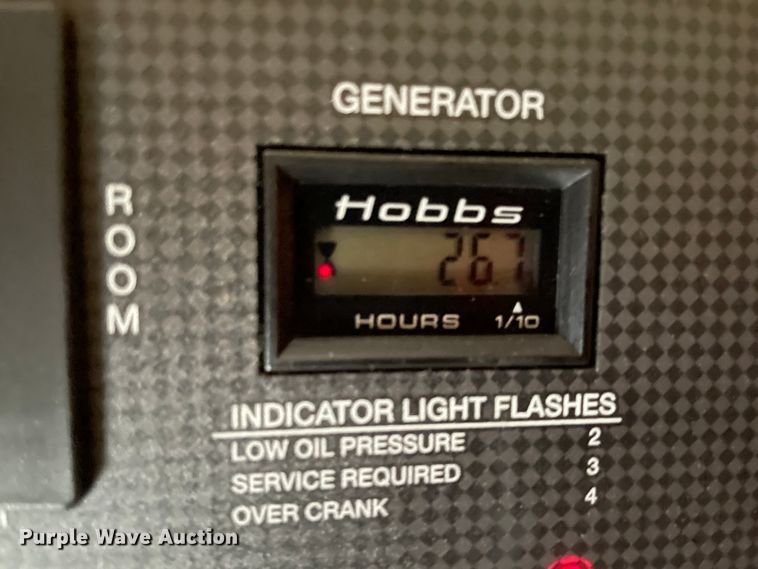 GENERATOR
ROOM
Hobbs
267
HOURS 1/10
INDICATOR LIGHT FLASHES
LOW OIL PRESSURE 2
SERVICE REQUIRED 3
OVER CRANK 4
Purple Wave Auction